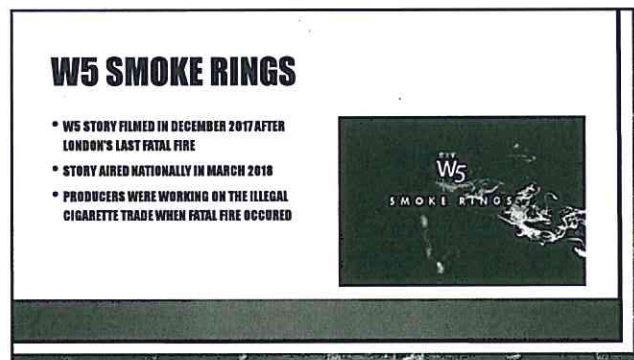 W5 SMOKE RINGS
• W5 STORY FILMED IN DECEMBER 2017 AFTER
LONDON'S LAST FATAL FIRE
• STORY AIRED NATIONALLY IN MARCH 2018
• PRODUCERS WERE WORKING ON THE ILLEGAL
CIGARETTE TRADE WHEN FATAL FIRE OCCURED
CTV
W5
SMOKE RINGS